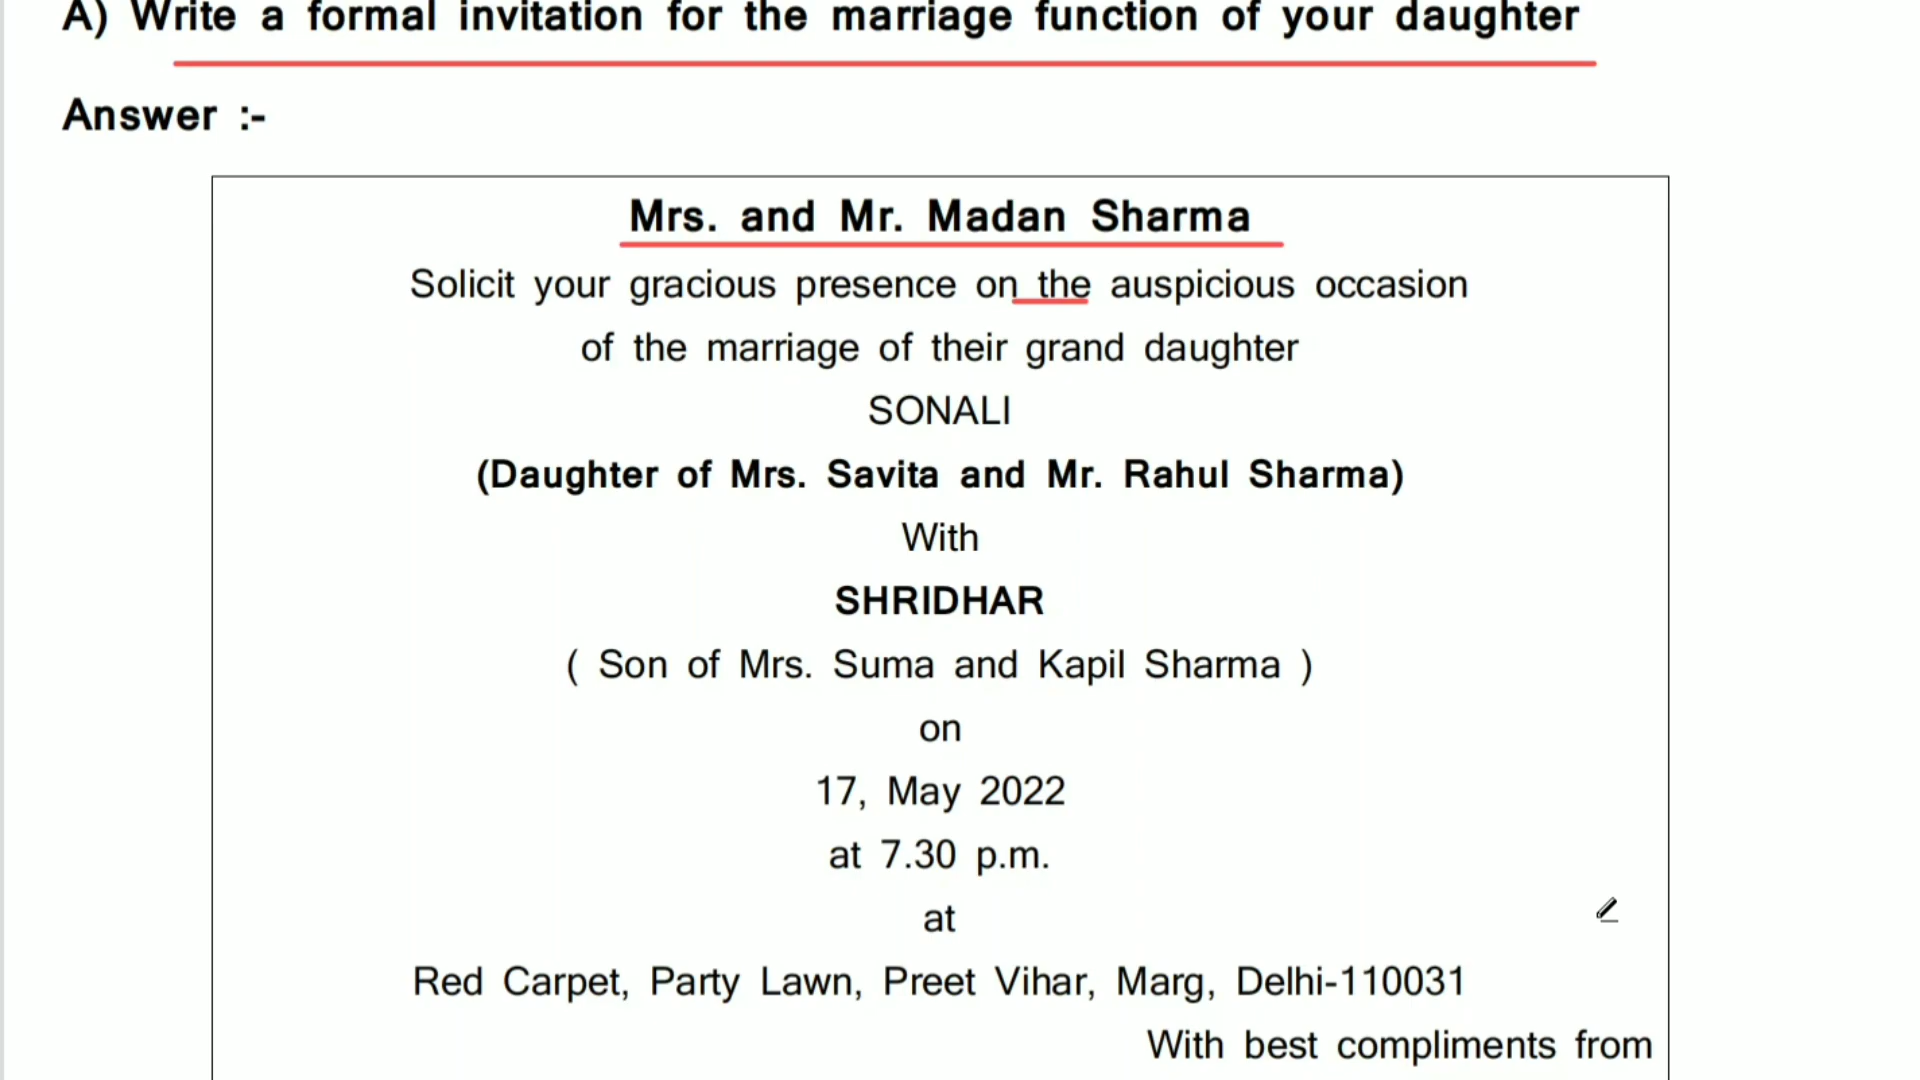 A) Write a formal invitation for the marriage function of your daughter
Answer :-
Mrs. and Mr. Madan Sharma
Solicit your gracious presence on the auspicious occasion
of the marriage of their grand daughter
SONALI
(Daughter of Mrs. Savita and Mr. Rahul Sharma)
With
SHRIDHAR
( Son of Mrs. Suma and Kapil Sharma )
on
17, May 2022
at 7.30 p.m.
at
Red Carpet, Party Lawn, Preet Vihar, Marg, Delhi-110031
With best compliments from